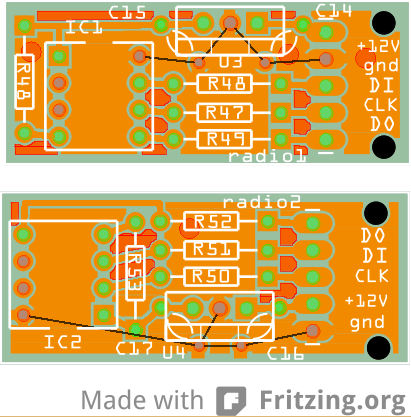 C15 C14
IC1
+12V
U3 gnd
R48 R48 DI
R47 CLK
R49 DO
radio1
radio2
R52 DO
R51 DI
R53 R50 CLK
+12V
gnd
IC2 C17 U4 C16
Made with Fritzing.org